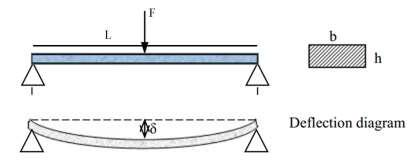 F
L
b
h
δ
Deflection diagram